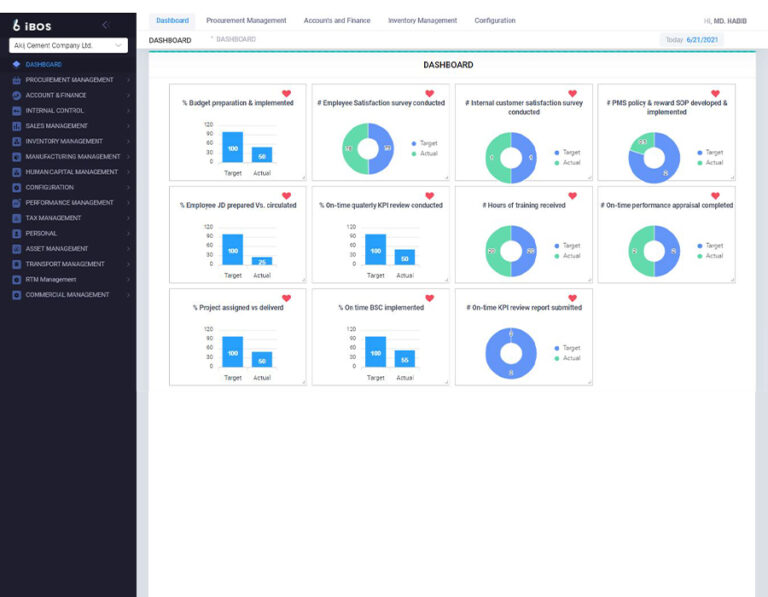 iBOS
Akij Cement Company Ltd.
DASHBOARD
PROCUREMENT MANAGEMENT
ACCOUNT & FINANCE
INTERNAL CONTROL
SALES MANAGEMENT
INVENTORY MANAGEMENT
MANUFACTURING MANAGEMENT
HUMAN CAPITAL MANAGEMENT
CONFIGURATION
PERFORMANCE MANAGEMENT
TAX MANAGEMENT
PERSONAL
ASSET MANAGEMENT
TRANSPORT MANAGEMENT
RTM Management
COMMERCIAL MANAGEMENT
Dashboard Procurement Management Accounts and Finance Inventory Management Configuration
Hi, MD. HABIB
DASHBOARD
DASHBOARD
Today 6/21/2021
DASHBOARD
% Budget preparation & implemented
120
90
60
30
0
100 50
Target Actual
# Employee Satisfaction survey conducted
Target
Actual
# Internal customer satisfaction survey
conducted
1 1
Target
Actual
# PMS policy & reward SOP developed &
implemented
2
Target
Actual
% Employee JD prepared Vs. circulated
120
90
60
30
0
100 25
Target Actual
% On-time quaterly KPI review conducted
120
90
60
30
0
100 50
Target Actual
# Hours of training received
20 20
Target
Actual
# On-time performance appraisal completed
2 2
Target
Actual
% Project assigned vs deliverd
120
90
60
30
0
100 50
Target Actual
% On time BSC implemented
120
90
60
30
0
100 55
Target Actual
# On-time KPI review report submitted
0
Target
Actual